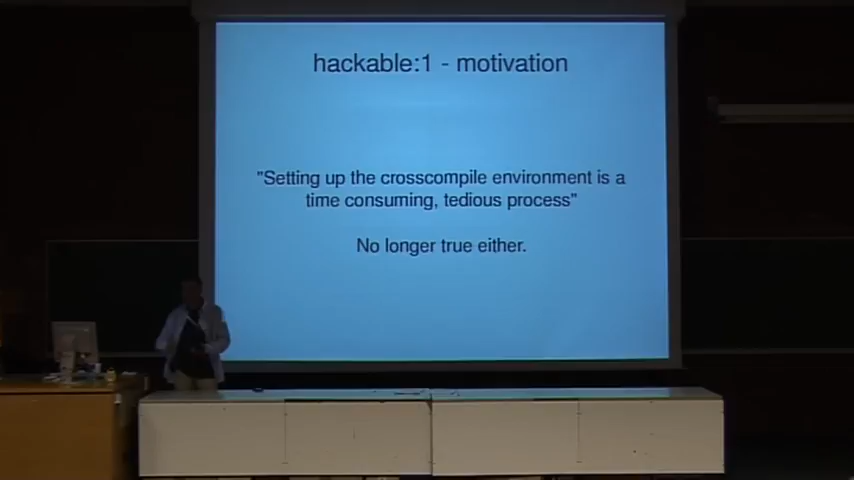 hackable:1 - motivation
"Setting up the crosscompile environment is a
time consuming, tedious process"
No longer true either.